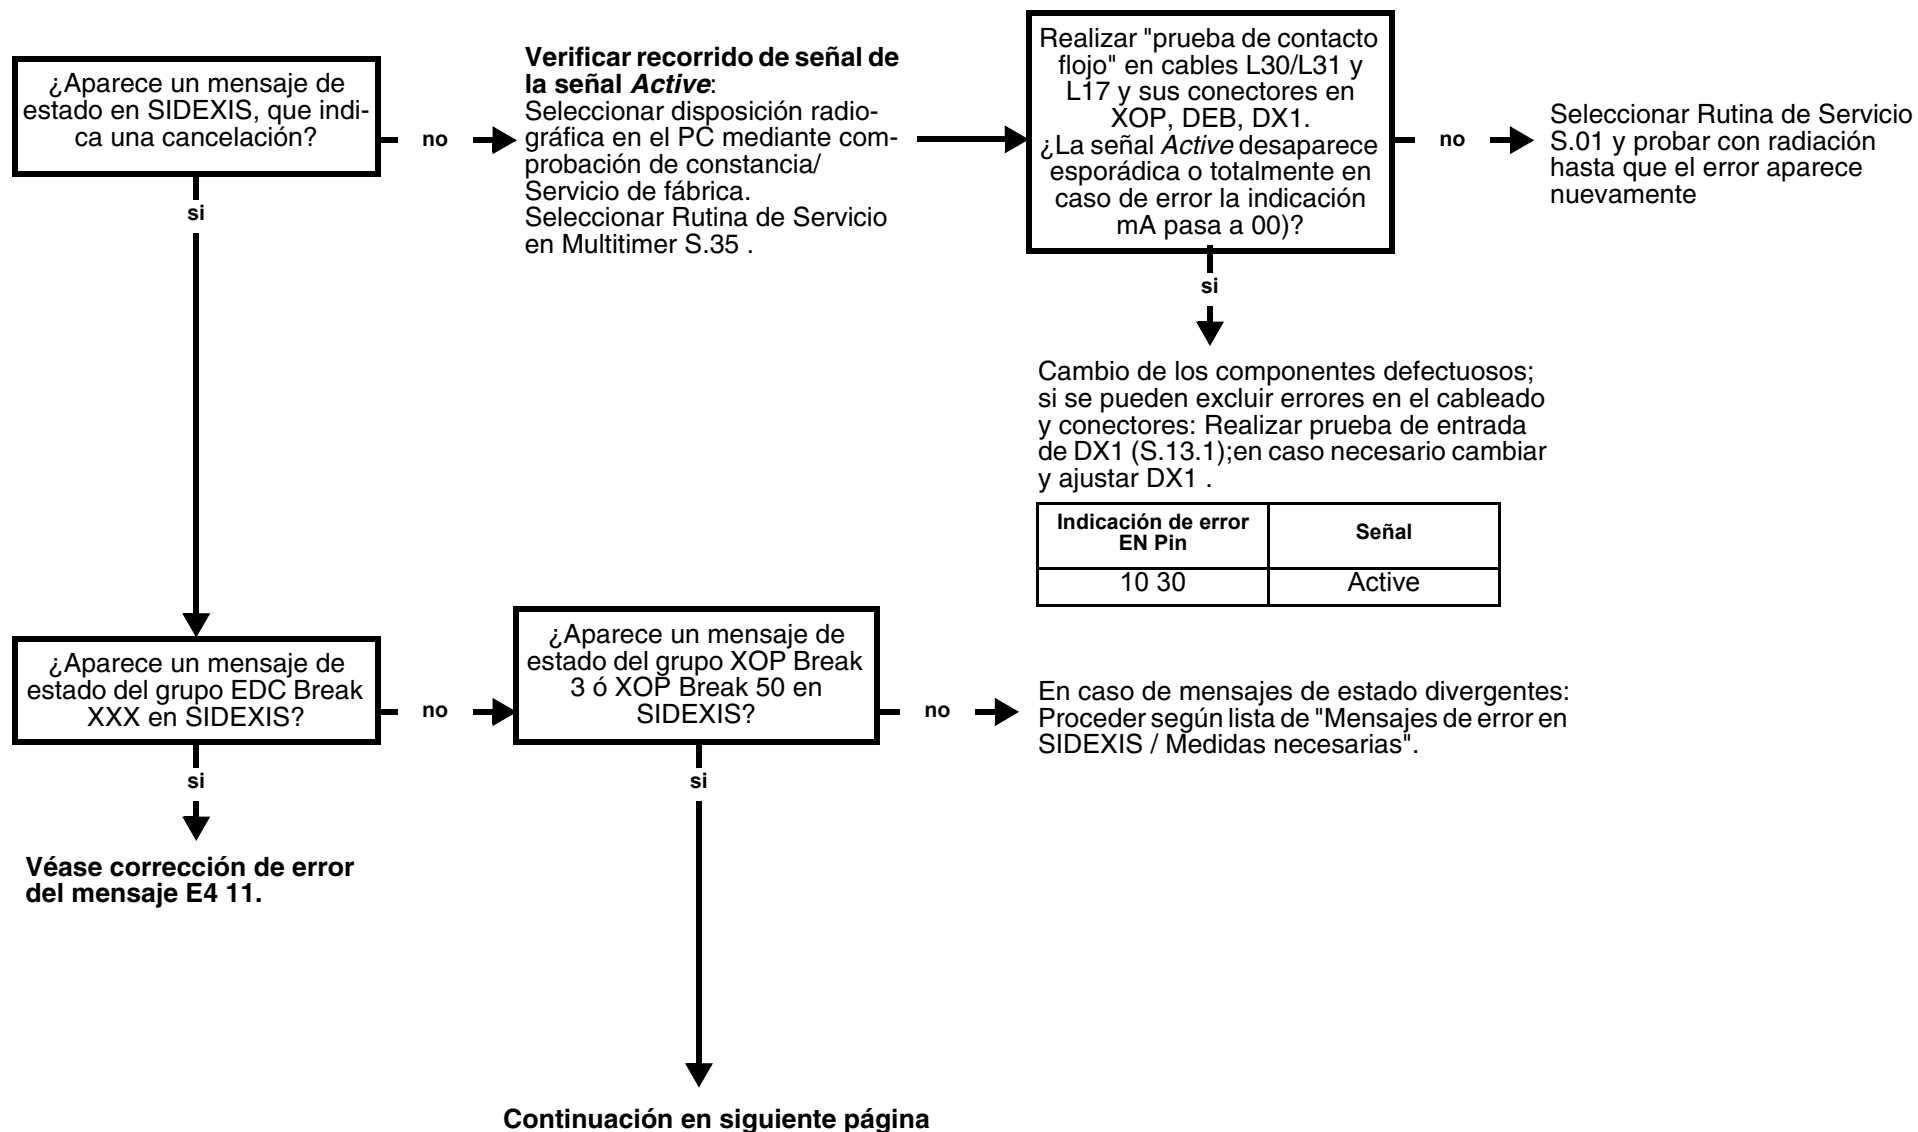 ¿Aparece un mensaje de
estado en SIDEXIS, que indi-
ca una cancelación?
no
si
Verificar recorrido de señal de
la señal Active:
Seleccionar disposición radio-
gráfica en el PC mediante com-
probación de constancia/
Servicio de fábrica.
Seleccionar Rutina de Servicio
en Multitimer S.35 .
Realizar "prueba de contacto
flojo" en cables L30/L31 y
L17 y sus conectores en
XOP, DEB, DX1.
¿La señal Active desaparece
esporádica o totalmente en
caso de error la indicación
mA pasa a 00)?
no
si
Seleccionar Rutina de Servicio
S.01 y probar con radiación
hasta que el error aparece
nuevamente
Cambio de los componentes defectuosos;
si se pueden excluir errores en el cableado
y conectores: Realizar prueba de entrada
de DX1 (S.13.1);en caso necesario cambiar
y ajustar DX1 .
Indicación de error
EN Pin
Señal
10 30
Active
¿Aparece un mensaje de
estado del grupo EDC Break
XXX en SIDEXIS?
no
si
Véase corrección de error
del mensaje E4 11.
¿Aparece un mensaje de
estado del grupo XOP Break
3 ó XOP Break 50 en
SIDEXIS?
no
si
En caso de mensajes de estado divergentes:
Proceder según lista de "Mensajes de error en
SIDEXIS / Medidas necesarias".
Continuación en siguiente página